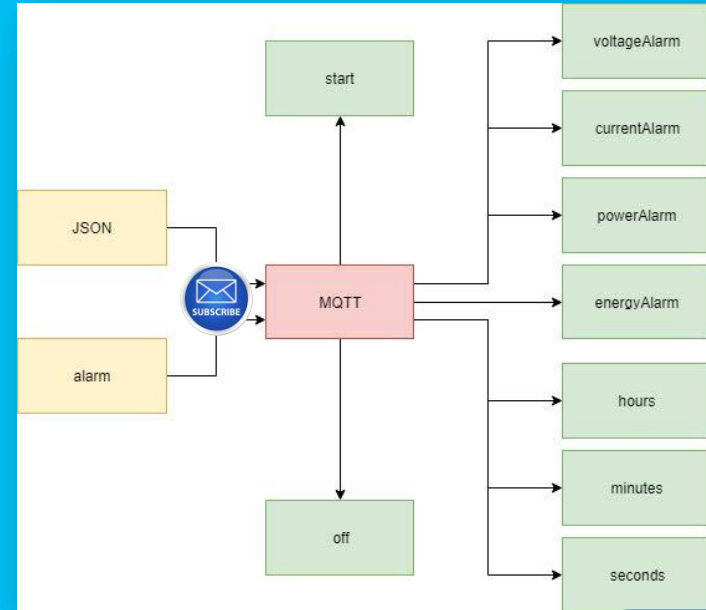 voltageAlarm
start
currentAlarm
JSON
powerAlarm
SUBSCRIBE
MQTT
energyAlarm
alarm
hours
minutes
off
seconds